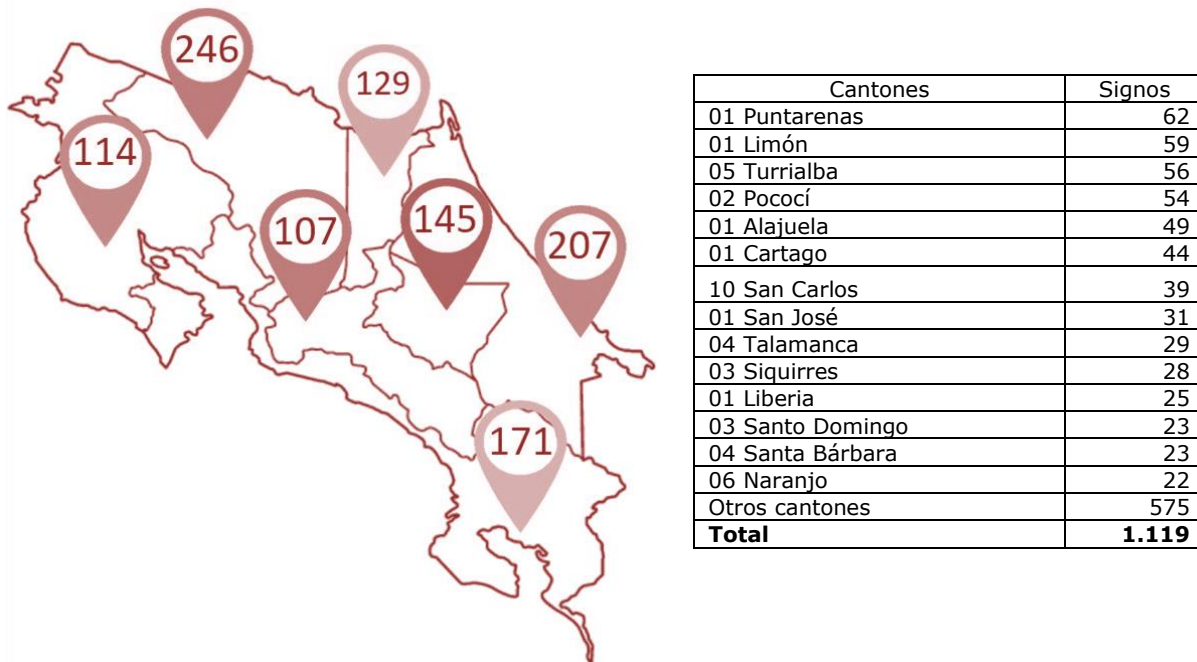 246
129
114
107
145
207
171
Cantones Signos
01 Puntarenas 62
01 Limón 59
05 Turrialba 56
02 Pococí 54
01 Alajuela 49
01 Cartago 44
10 San Carlos 39
01 San José 31
04 Talamanca 29
03 Siquirres 28
01 Liberia 25
03 Santo Domingo 23
04 Santa Bárbara 23
06 Naranjo 22
Otros cantones 575
Total 1.119